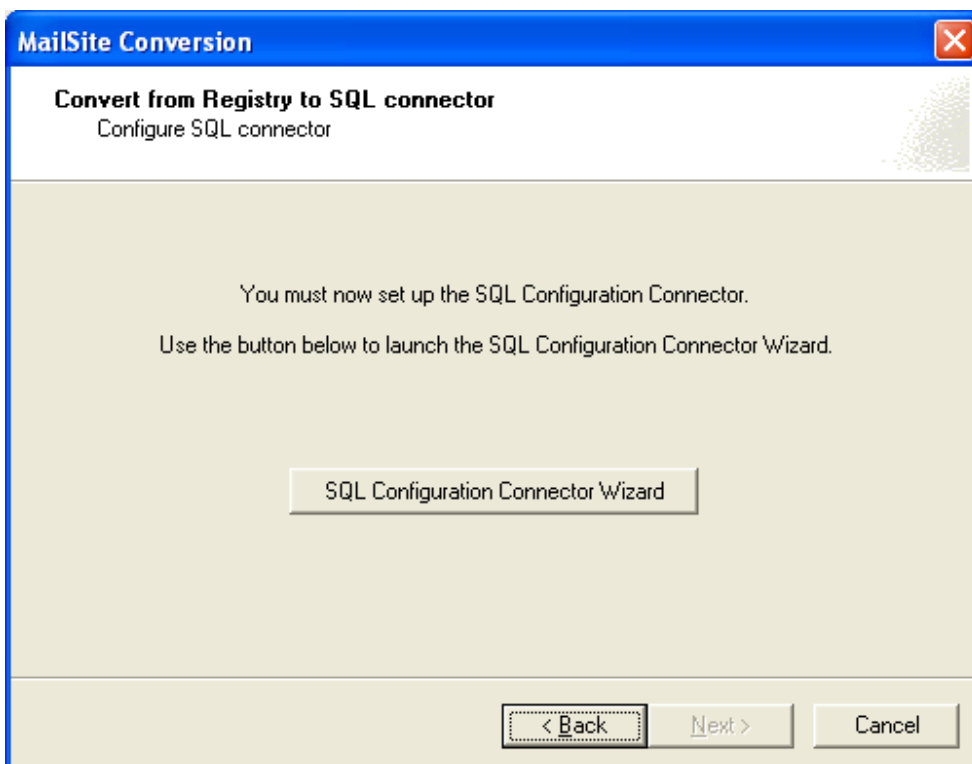 MailSite Conversion
Convert from Registry to SQL connector
Configure SQL connector
You must now set up the SQL Configuration Connector.
Use the button below to launch the SQL Configuration Connector Wizard.
SQL Configuration Connector Wizard
< Back Next > Cancel